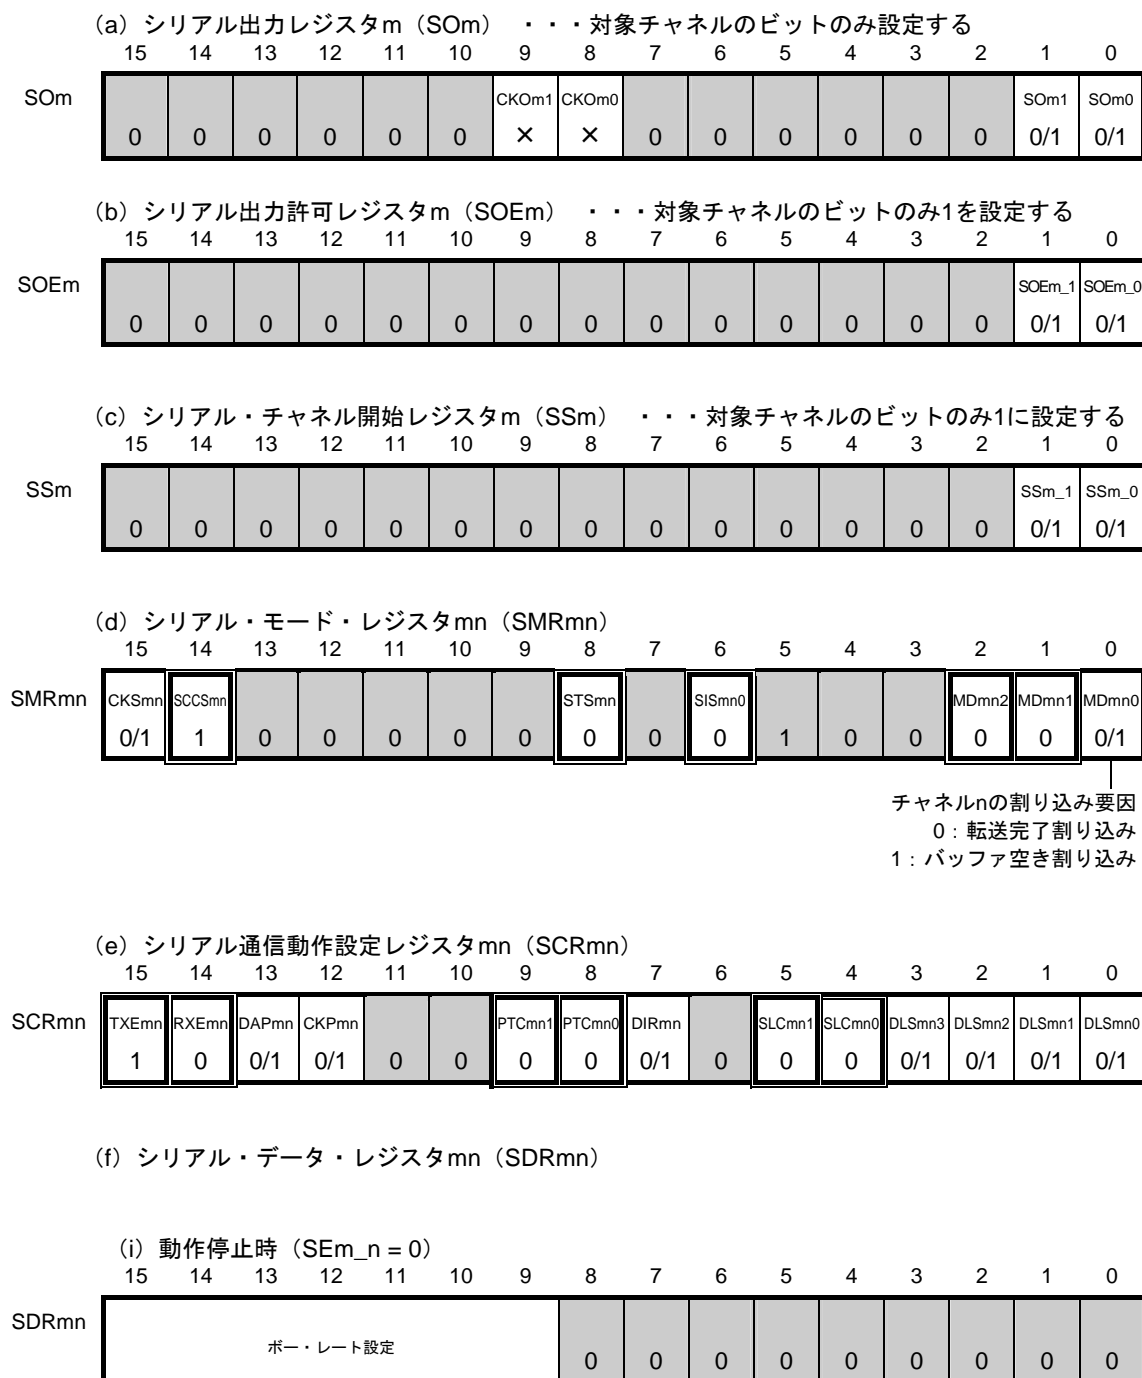 (a) シリアル出力レジスタm（SOm） ・・・対象チャネルのビットのみ設定する
15 14 13 12 11 10 9 8 7 6 5 4 3 2 1 0
SOm CKOm1 CKOm0 SOm1 SOm0
0 0 0 0 0 0 × × 0 0 0 0 0 0 0/1 0/1
(b) シリアル出力許可レジスタm（SOEm） ・・・対象チャネルのビットのみ1を設定する
15 14 13 12 11 10 9 8 7 6 5 4 3 2 1 0
SOEm SOEm_1 SOEm_0
0 0 0 0 0 0 0 0 0 0 0 0 0 0 0/1 0/1
(c) シリアル・チャネル開始レジスタm（SSm） ・・・対象チャネルのビットのみ1に設定する
15 14 13 12 11 10 9 8 7 6 5 4 3 2 1 0
SSm SSm_1 SSm_0
0 0 0 0 0 0 0 0 0 0 0 0 0 0 0/1 0/1
(d) シリアル・モード・レジスタmn（SMRmn）
15 14 13 12 11 10 9 8 7 6 5 4 3 2 1 0
SMRmn CKSmn SCCSmn STSmn SISmn0 MDmn2 MDmn1 MDmn0
0/1 1 0 0 0 0 0 0 0 0 1 0 0 0 0 0/1
チャネルnの割り込み要因
0：転送完了割り込み
1：バッファ空き割り込み
(e) シリアル通信動作設定レジスタmn（SCRmn）
15 14 13 12 11 10 9 8 7 6 5 4 3 2 1 0
SCRmn TXEmn RXEmn DAPmn CKPmn PTCmn1 PTCmn0 DIRmn SLCmn1 SLCmn0 DLSmn3 DLSmn2 DLSmn1 DLSmn0
1 0 0/1 0/1 0 0 0 0 0/1 0 0 0 0/1 0/1 0/1 0/1
(f) シリアル・データ・レジスタmn（SDRmn）
(i) 動作停止時（SEm_n = 0）
15 14 13 12 11 10 9 8 7 6 5 4 3 2 1 0
SDRmn
ボー・レート設定 0 0 0 0 0 0 0 0 0